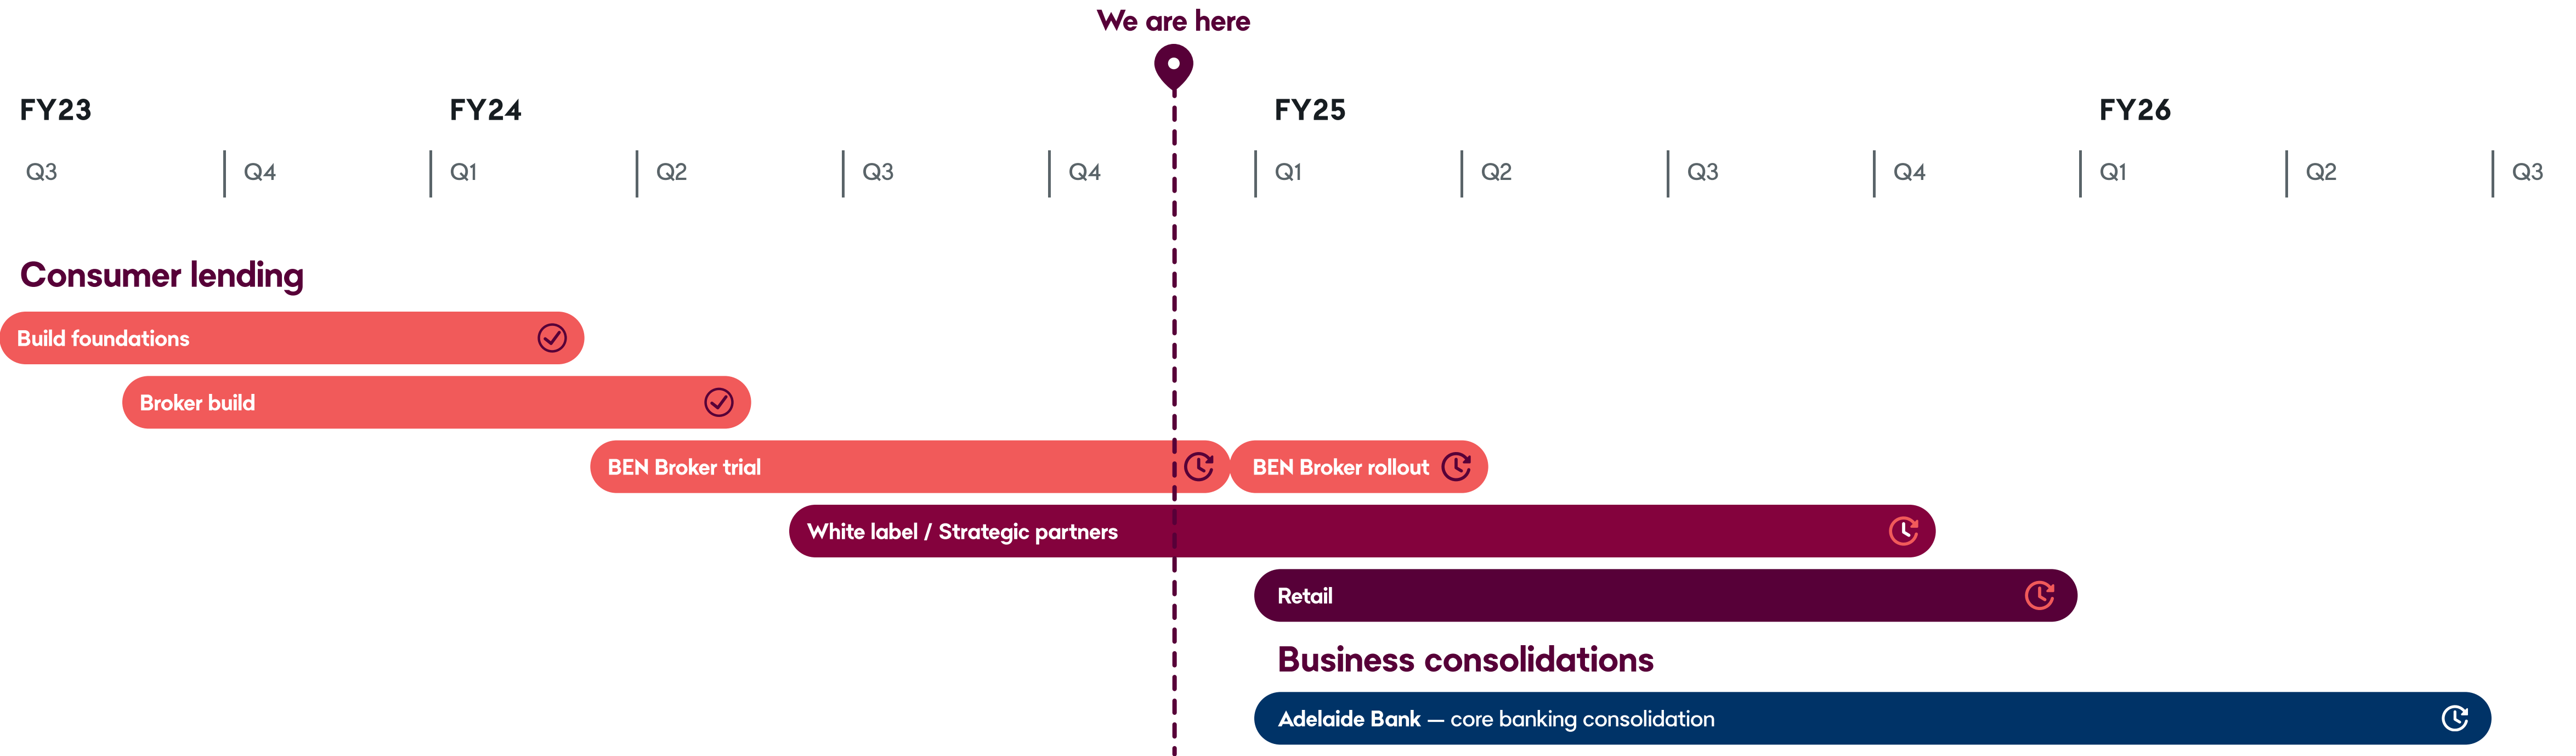 We are here
FY23 FY24 FY25 FY26
Q3 Q4 Q1 Q2 Q3 Q4 Q1 Q2 Q3 Q4 Q1 Q2 Q3
Consumer lending
Build foundations
Broker build
BEN Broker trial
BEN Broker rollout
White label / Strategic partners
Retail
Business consolidations
Adelaide Bank — core banking consolidation